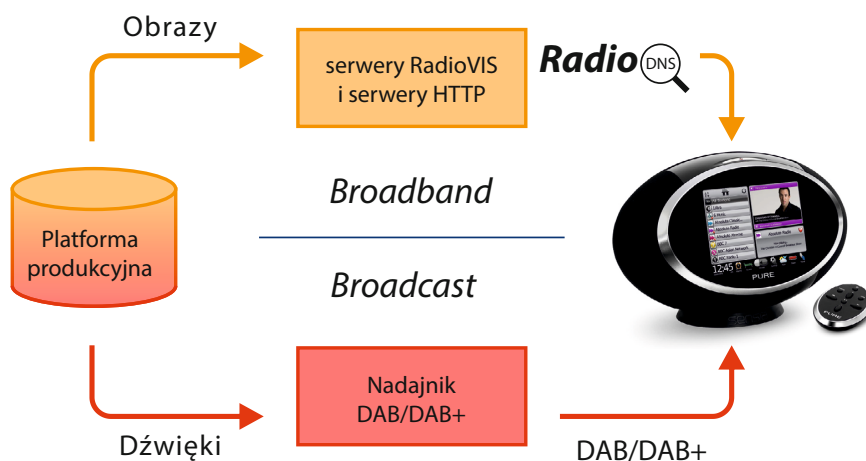 Obrazy
serwery RadioVIS
i serwery HTTP
Radio DNS
Broadband
Platforma
produkcyjna
Broadcast
12:45
PURE
PURE
Nadajnik
DAB/DAB+
Dźwięki
DAB/DAB+